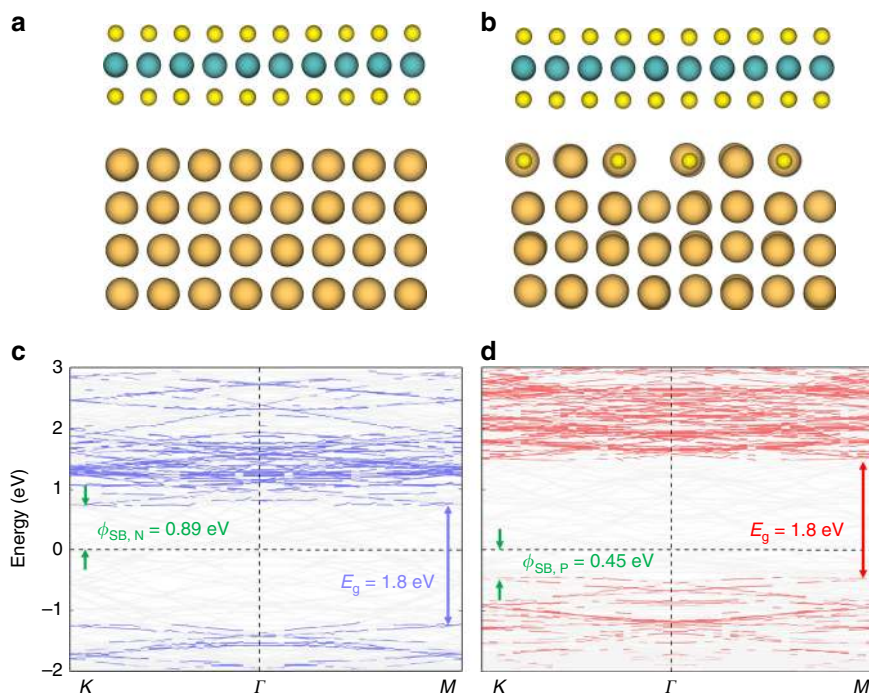 a
b
c
d
3
2
1
0
−1
−2
Energy (eV)
ϕSB, N = 0.89 eV
Eg = 1.8 eV
ϕSB, P = 0.45 eV
Eg = 1.8 eV
K Γ M
K Γ M